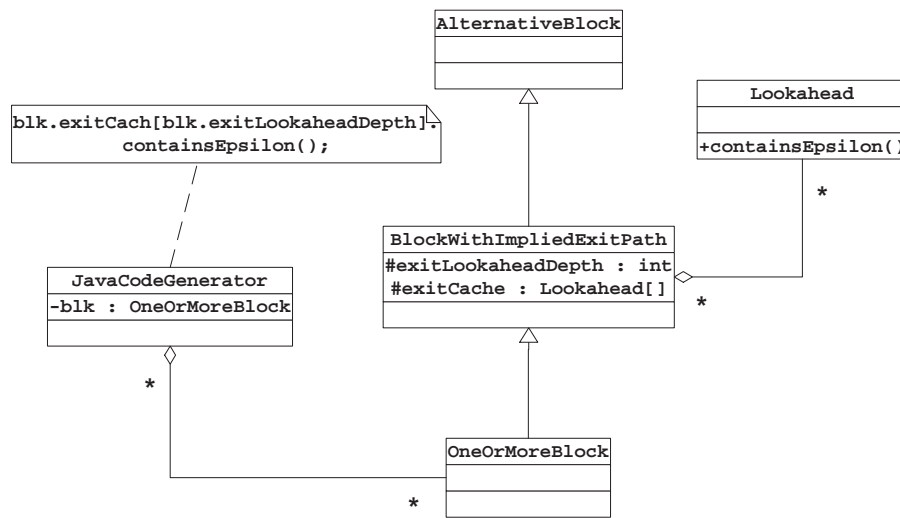 AlternativeBlock
Lookahead
+containsEpsilon()
*
blk.exitCach[blk.exitLookaheadDepth].
containsEpsilon();
BlockWithImpliedExitPath
#exitLookaheadDepth : int
#exitCache : Lookahead[]
*
JavaCodeGenerator
-blk : OneOrMoreBlock
*
OneOrMoreBlock
*